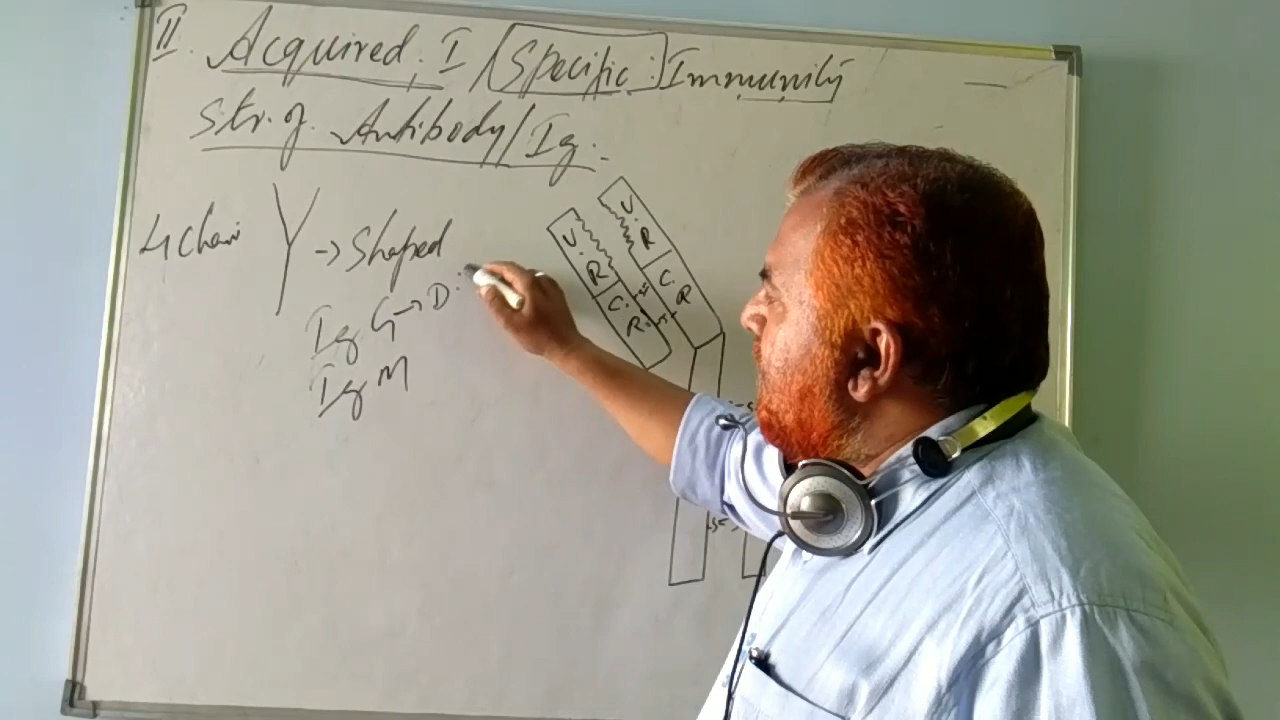 II. Acquired. I / Specific: Immunity
Str. of. Antibody/Ig.
4 Chain Y → Shaped
Ig G → D.
Ig M
V. R C. R
V. R C. R